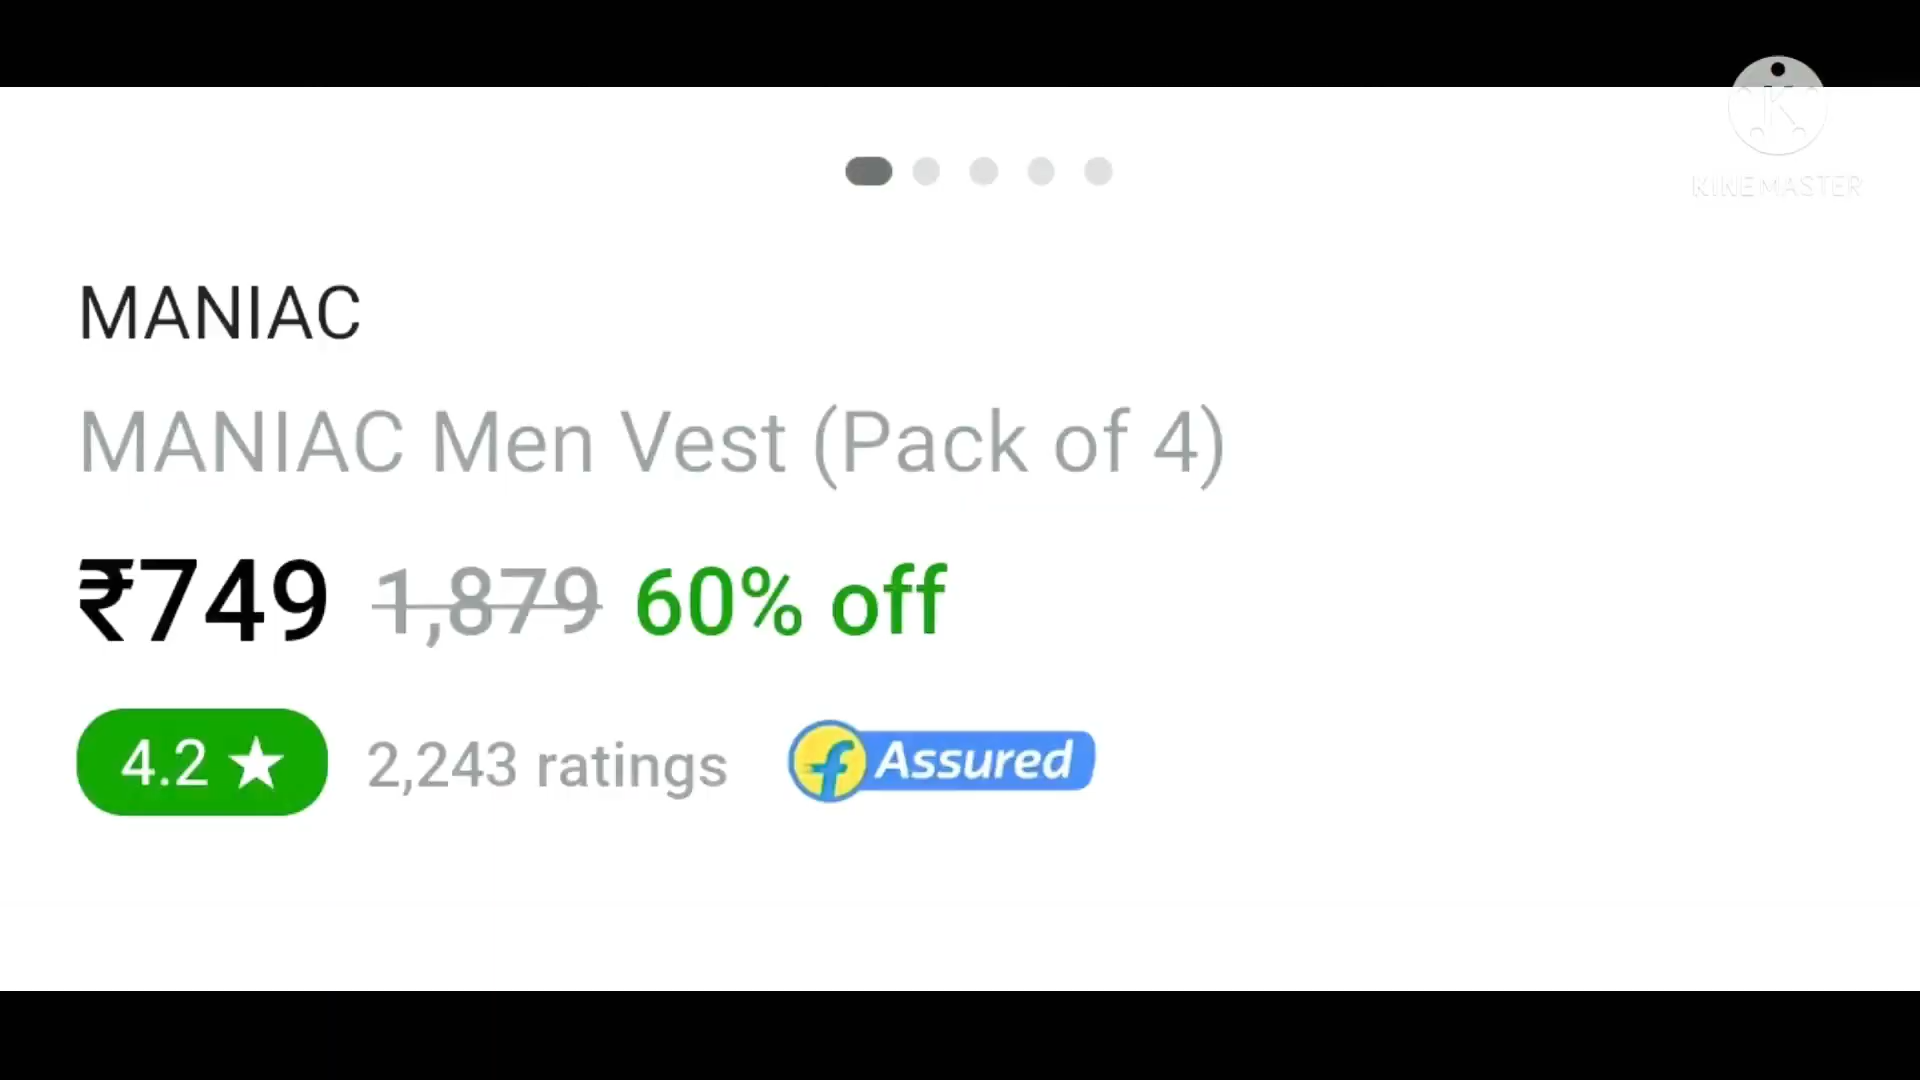 KINEMASTER
MANIAC
MANIAC Men Vest (Pack of 4)
₹749 1,879 60% off
4.2 ★ 2,243 ratings f Assured